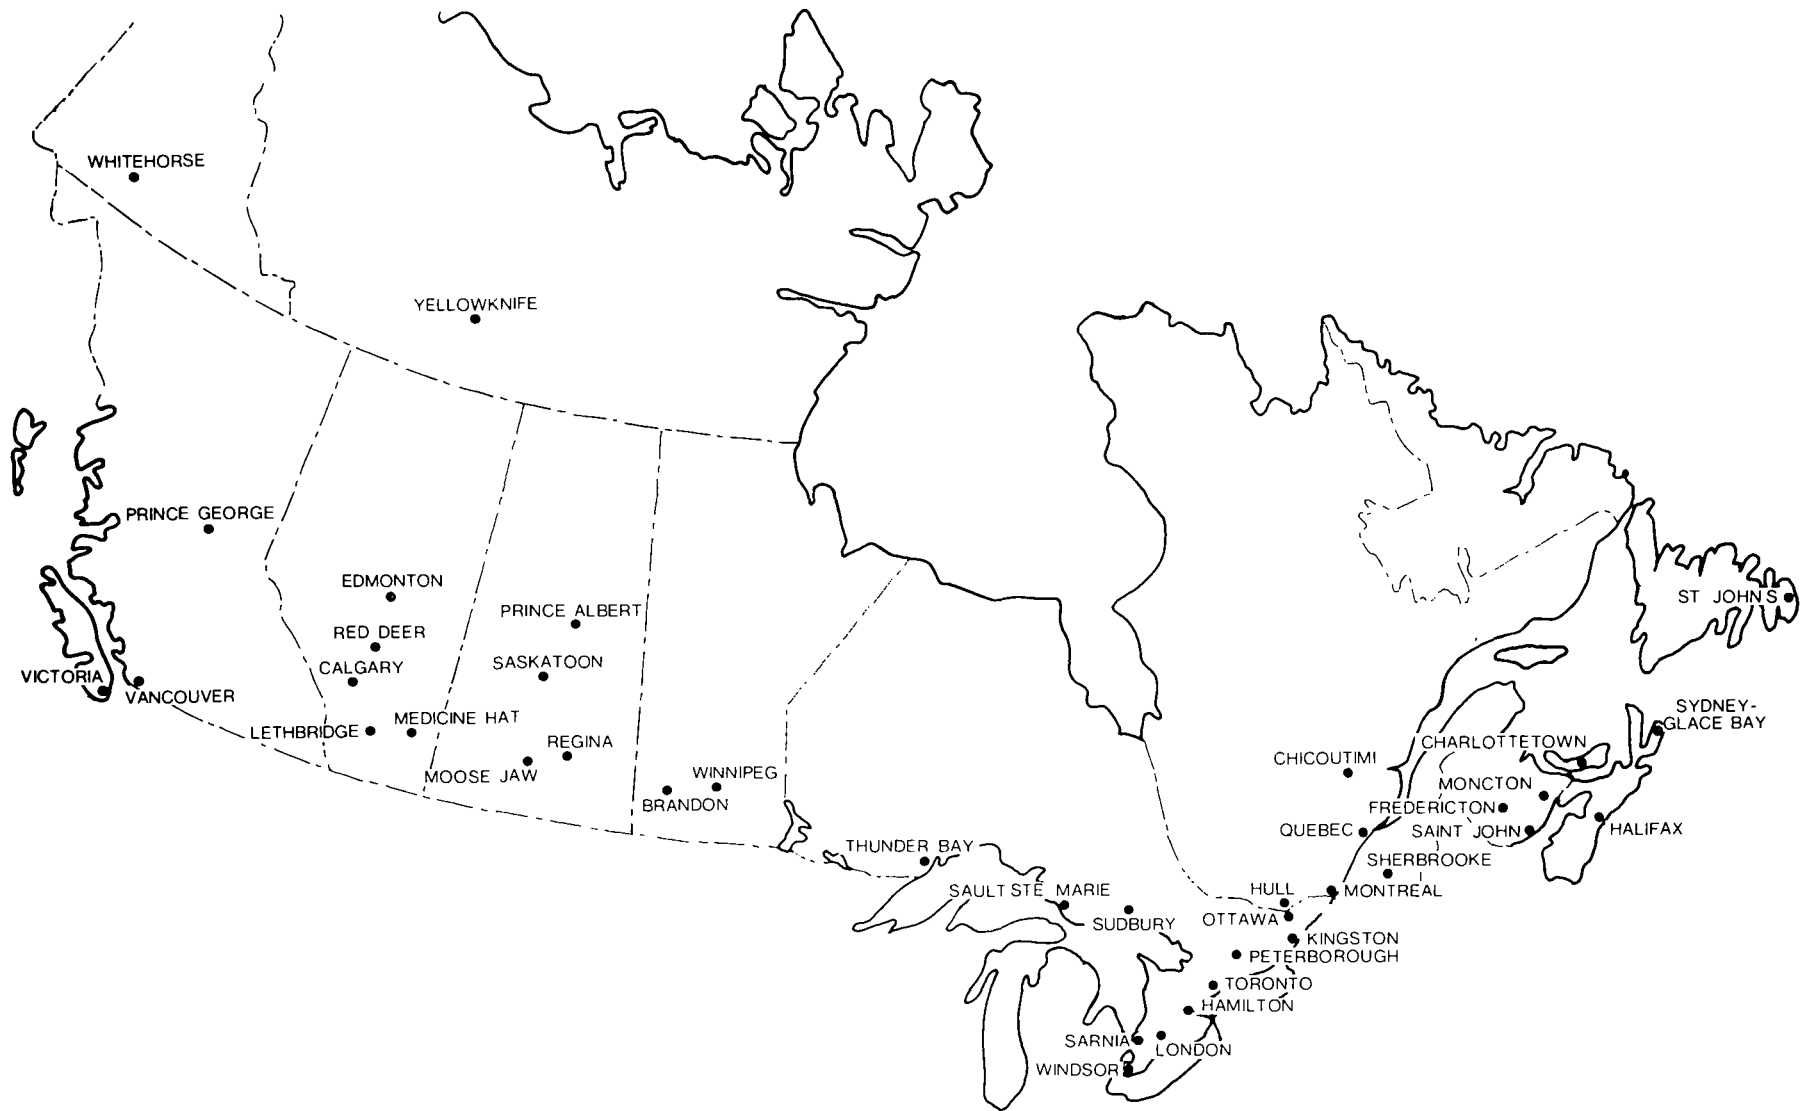 WHITEHORSE
YELLOWKNIFE
PRINCE GEORGE
EDMONTON
PRINCE ALBERT
ST JOHN'S
RED DEER
SASKATOON
CALGARY
VICTORIA
VANCOUVER
SYDNEY-
GLACE BAY
MEDICINE HAT
LETHBRIDGE
REGINA
CHARLOTTETOWN
CHICOUTIMI
MOOSE JAW
WINNIPEG
MONCTON
BRANDON
FREDERICTON
QUEBEC
SAINT JOHN
HALIFAX
THUNDER BAY
SHERBROOKE
SAULT STE MARIE
HULL
MONTREAL
SUDBURY
OTTAWA
KINGSTON
PETERBOROUGH
TORONTO
HAMILTON
SARNIA
LONDON
WINDSOR